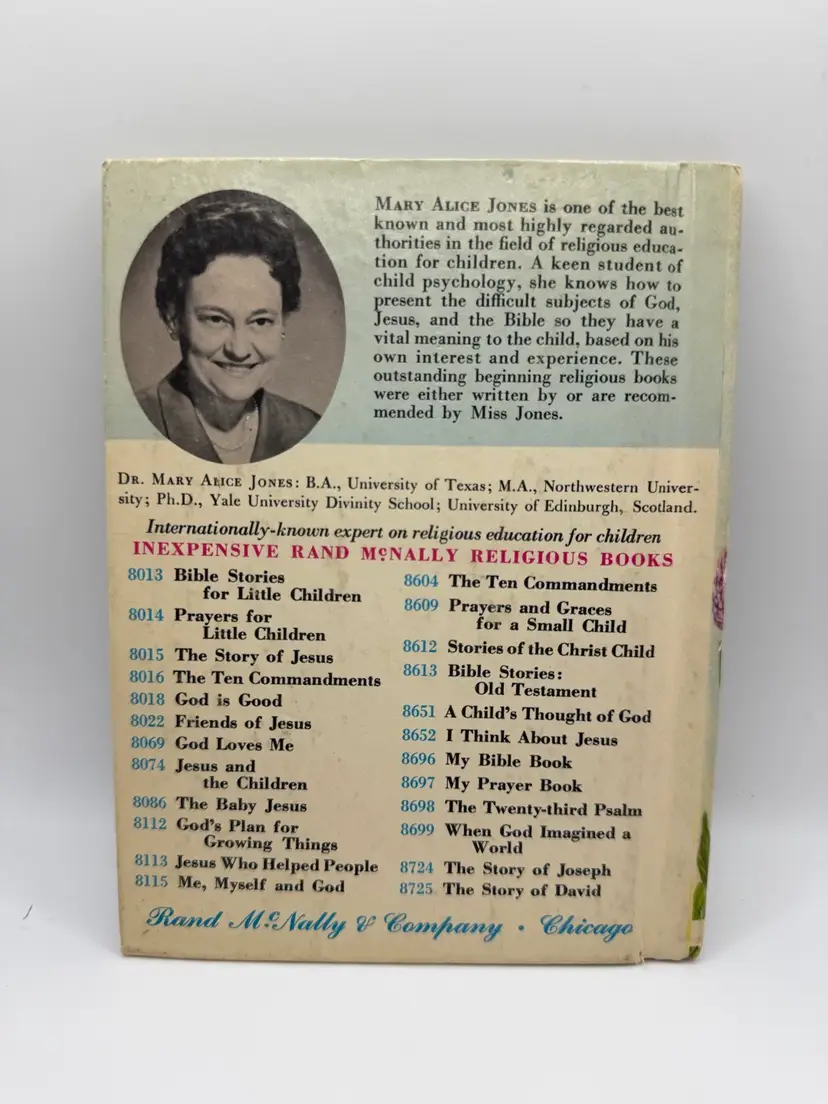 MARY ALICE JONES is one of the best
known and most highly regarded au-
thorities in the field of religious educa-
tion for children. A keen student of
child psychology, she knows how to
present the difficult subjects of God,
Jesus, and the Bible so they have a
vital meaning to the child, based on his
own interest and experience. These
outstanding beginning religious books
were either written by or are recom-
mended by Miss Jones.
DR. MARY ALICE JONES: B.A., University of Texas; M.A., Northwestern Univer-
sity; Ph.D., Yale University Divinity School; University of Edinburgh, Scotland.
Internationally-known expert on religious education for children
INEXPENSIVE RAND McNALLY RELIGIOUS BOOKS
8013 Bible Stories
for Little Children
8014 Prayers for
Little Children
8015 The Story of Jesus
8016 The Ten Commandments
8018 God is Good
8022 Friends of Jesus
8069 God Loves Me
8074 Jesus and
the Children
8086 The Baby Jesus
8112 God's Plan for
Growing Things
8113 Jesus Who Helped People
8115 Me, Myself and God
8604 The Ten Commandments
8609 Prayers and Graces
for a Small Child
8612 Stories of the Christ Child
8613 Bible Stories:
Old Testament
8651 A Child's Thought of God
8652 I Think About Jesus
8696 My Bible Book
8697 My Prayer Book
8698 The Twenty-third Psalm
8699 When God Imagined a
World
8724 The Story of Joseph
8725 The Story of David
Rand McNally & Company • Chicago